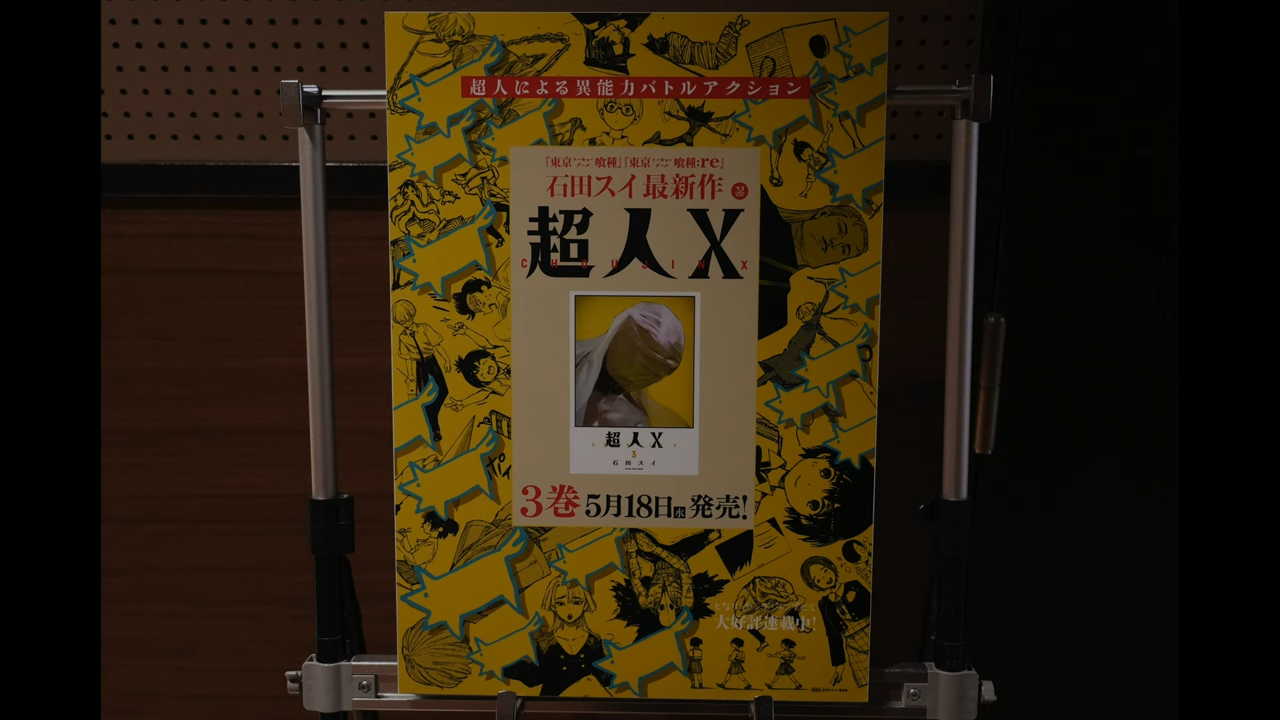 超人による異能力バトルアクション
『東京喰種』『東京喰種:re』
石田スイ最新作
超人X
CHOUJIN X
超人X
3
石田スイ
3巻 5月18日水発売!
大好評連載中!